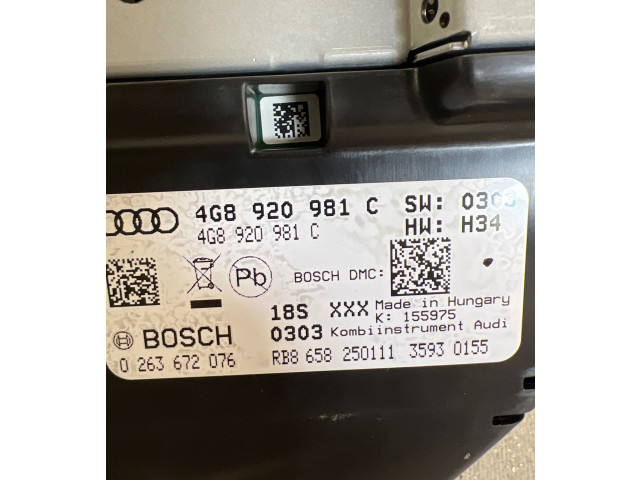 4G8 920 981 C SW: 0303
4G8 920 981 C HW: H34
Pb BOSCH DMC:
18S XXX Made in Hungary
K: 155975
BOSCH 0303 Kombiinstrument Audi
0 263 672 076 RB8 658 250111 3593 0155